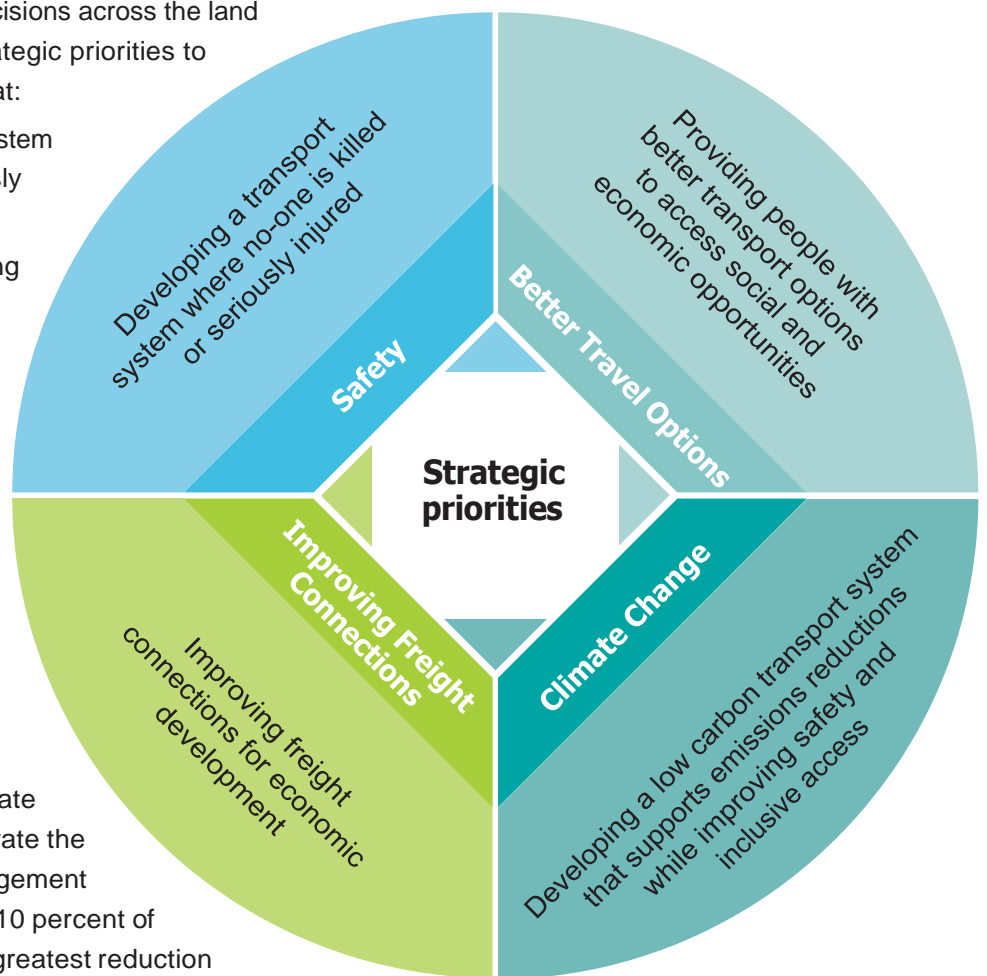 cisions across the land
ategic priorities to
at:
stem
sly
ng
Developing a transport
system where no-one is killed
or seriously injured
Safety
Providing people with
better transport options
to access social and
economic opportunities
Better Travel Options
Strategic
priorities
Improving Freight
Connections
Improving freight
connections for economic
development
Climate Change
Developing a low carbon transport system
that supports emissions reductions
while improving safety and
inclusive access
ate
rate the
gement
10 percent of
greatest reduction